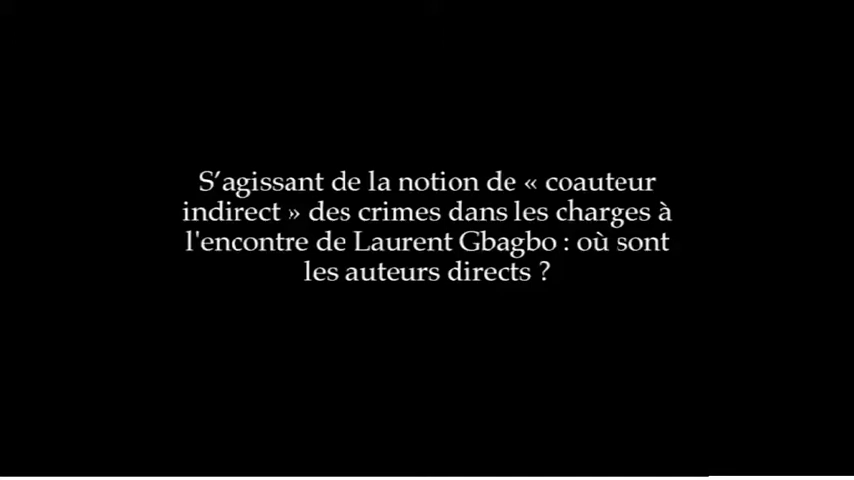 S’agissant de la notion de « coauteur
indirect » des crimes dans les charges à
l'encontre de Laurent Gbagbo : où sont
les auteurs directs ?